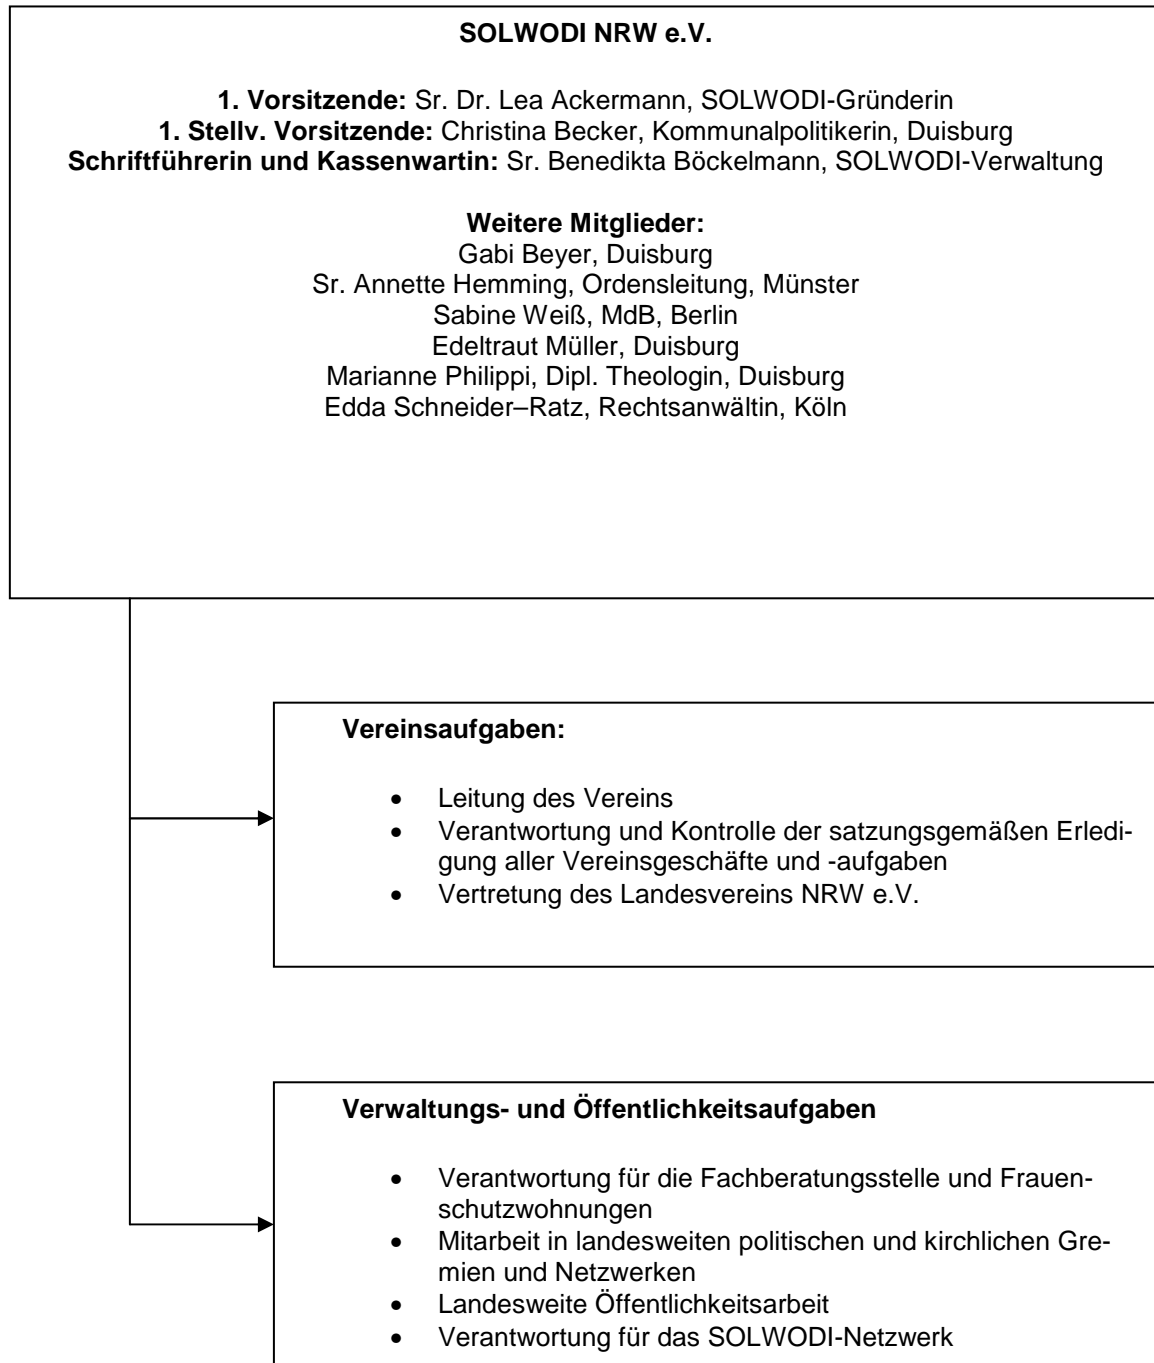 SOLWODI NRW e.V.
1. Vorsitzende: Sr. Dr. Lea Ackermann, SOLWODI-Gründerin
1. Stellv. Vorsitzende: Christina Becker, Kommunalpolitikerin, Duisburg
Schriftführerin und Kassenwartin: Sr. Benedikta Böckelmann, SOLWODI-Verwaltung
Weitere Mitglieder:
Gabi Beyer, Duisburg
Sr. Annette Hemming, Ordensleitung, Münster
Sabine Weiß, MdB, Berlin
Edeltraut Müller, Duisburg
Marianne Philippi, Dipl. Theologin, Duisburg
Edda Schneider–Ratz, Rechtsanwältin, Köln
Vereinsaufgaben:
• Leitung des Vereins
• Verantwortung und Kontrolle der satzungsgemäßen Erledi-
gung aller Vereinsgeschäfte und -aufgaben
• Vertretung des Landesvereins NRW e.V.
Verwaltungs- und Öffentlichkeitsaufgaben
• Verantwortung für die Fachberatungsstelle und Frauen-
schutzwohnungen
• Mitarbeit in landesweiten politischen und kirchlichen Gre-
mien und Netzwerken
• Landesweite Öffentlichkeitsarbeit
• Verantwortung für das SOLWODI-Netzwerk